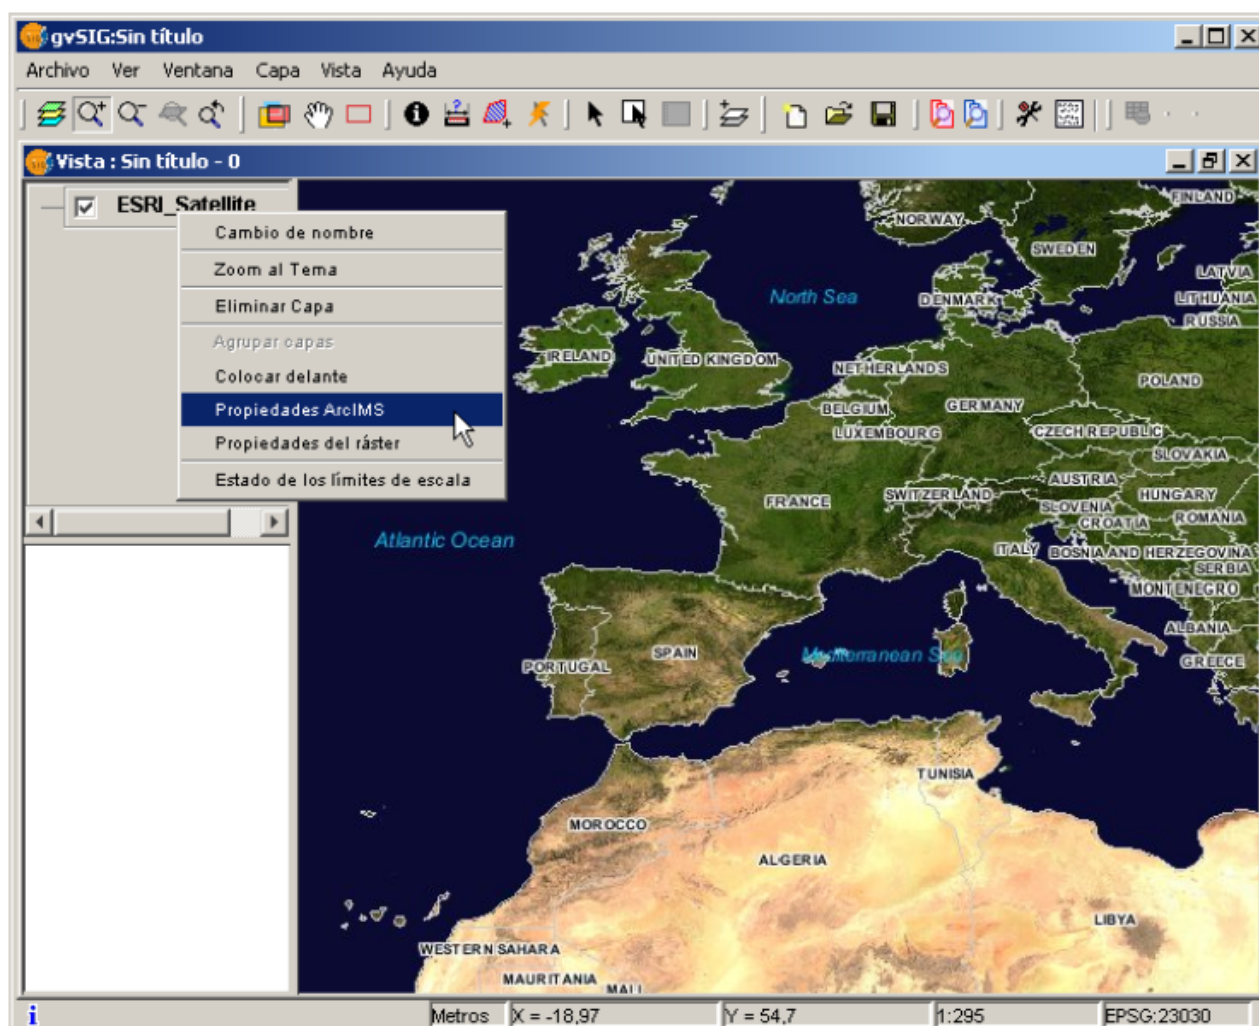 gvSIG:Sin título
Archivo Ver Ventana Capa Vista Ayuda
Vista : Sin título - 0
ESRI_Satellite
Cambio de nombre
Zoom al Tema
Eliminar Capa
Agrupar capas
Colocar delante
Propiedades ArcIMS
Propiedades del ráster
Estado de los límites de escala
FINLAND
NORWAY
SWEDEN
LATVIA
North Sea
DENMARK
LITHUANIA
RUSSIA
IRELAND
UNITED KINGDOM
NETHERLANDS
POLAND
BELGIUM
GERMANY
LUXEMBOURG
CZECH REPUBLIC
SLOVAKIA
AUSTRIA
FRANCE
SWITZERLAND
HUNGARY
SLOVENIA
CROATIA
ROMANIA
Atlantic Ocean
ITALY
BOSNIA AND HERZEGOVINA
SERBIA
MONTENEGRO
ALBANIA
SPAIN
Mediterranean Sea
PORTUGAL
GREECE
TUNISIA
MOROCCO
ALGERIA
LIBYA
WESTERN SAHARA
MAURITANIA
MALI
Metros X = -18,97 Y = 54,7 1:295 EPSG:23030